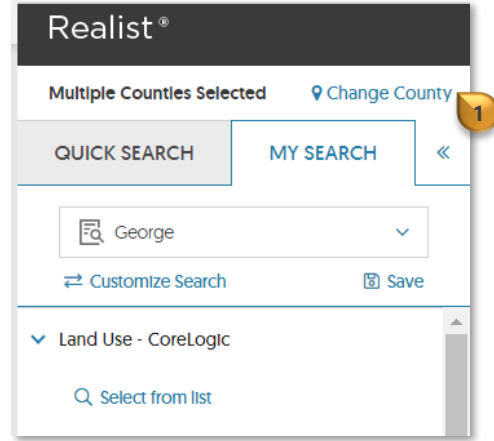 Realist®
Multiple Counties Selected Change County
1
QUICK SEARCH MY SEARCH «
George
Customize Search Save
Land Use - CoreLogic
Select from list